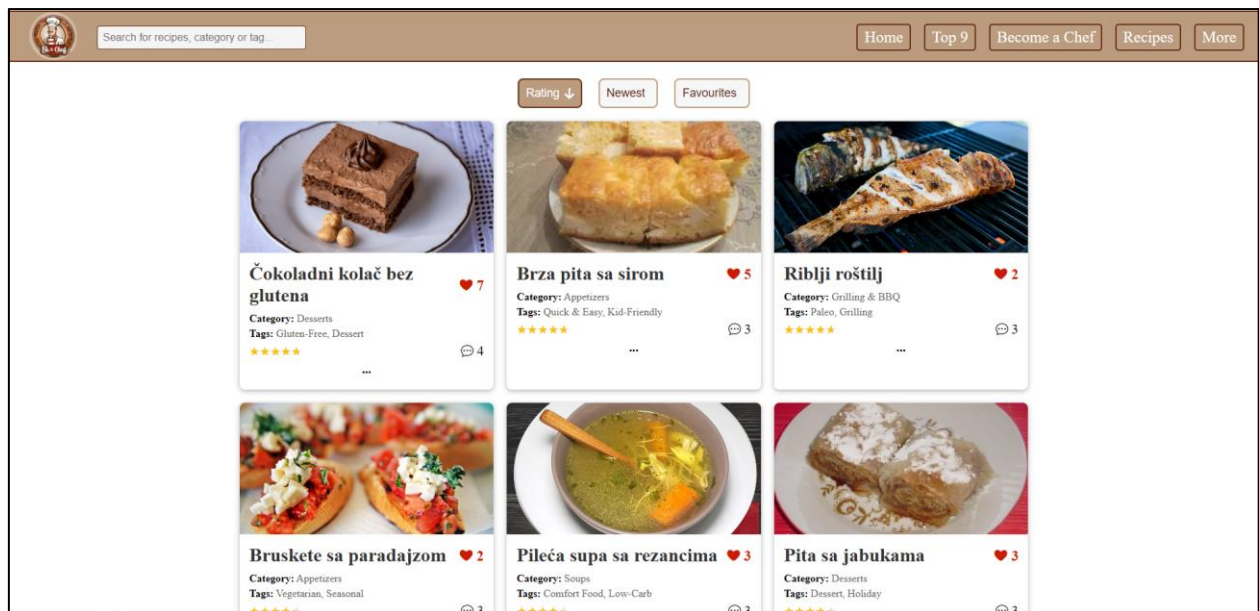 Search for recipes, category or tag...
Home Top 9 Become a Chef Recipes More
Rating ↓ Newest Favourites
Čokoladni kolač bez
glutena
7
Category: Desserts
Tags: Gluten-Free, Dessert
★★★★★ 4
...
Brza pita sa sirom 5
Category: Appetizers
Tags: Quick & Easy, Kid-Friendly
★★★★★ 3
...
Riblji roštilj 2
Category: Grilling & BBQ
Tags: Paleo, Grilling
★★★★★ 3
...
Bruskete sa paradajzom 2
Category: Appetizers
Tags: Vegetarian, Seasonal
3
Pileća supa sa rezancima 3
Category: Soups
Tags: Comfort Food, Low-Carb
3
Pita sa jabukama 3
Category: Desserts
Tags: Dessert, Holiday
3